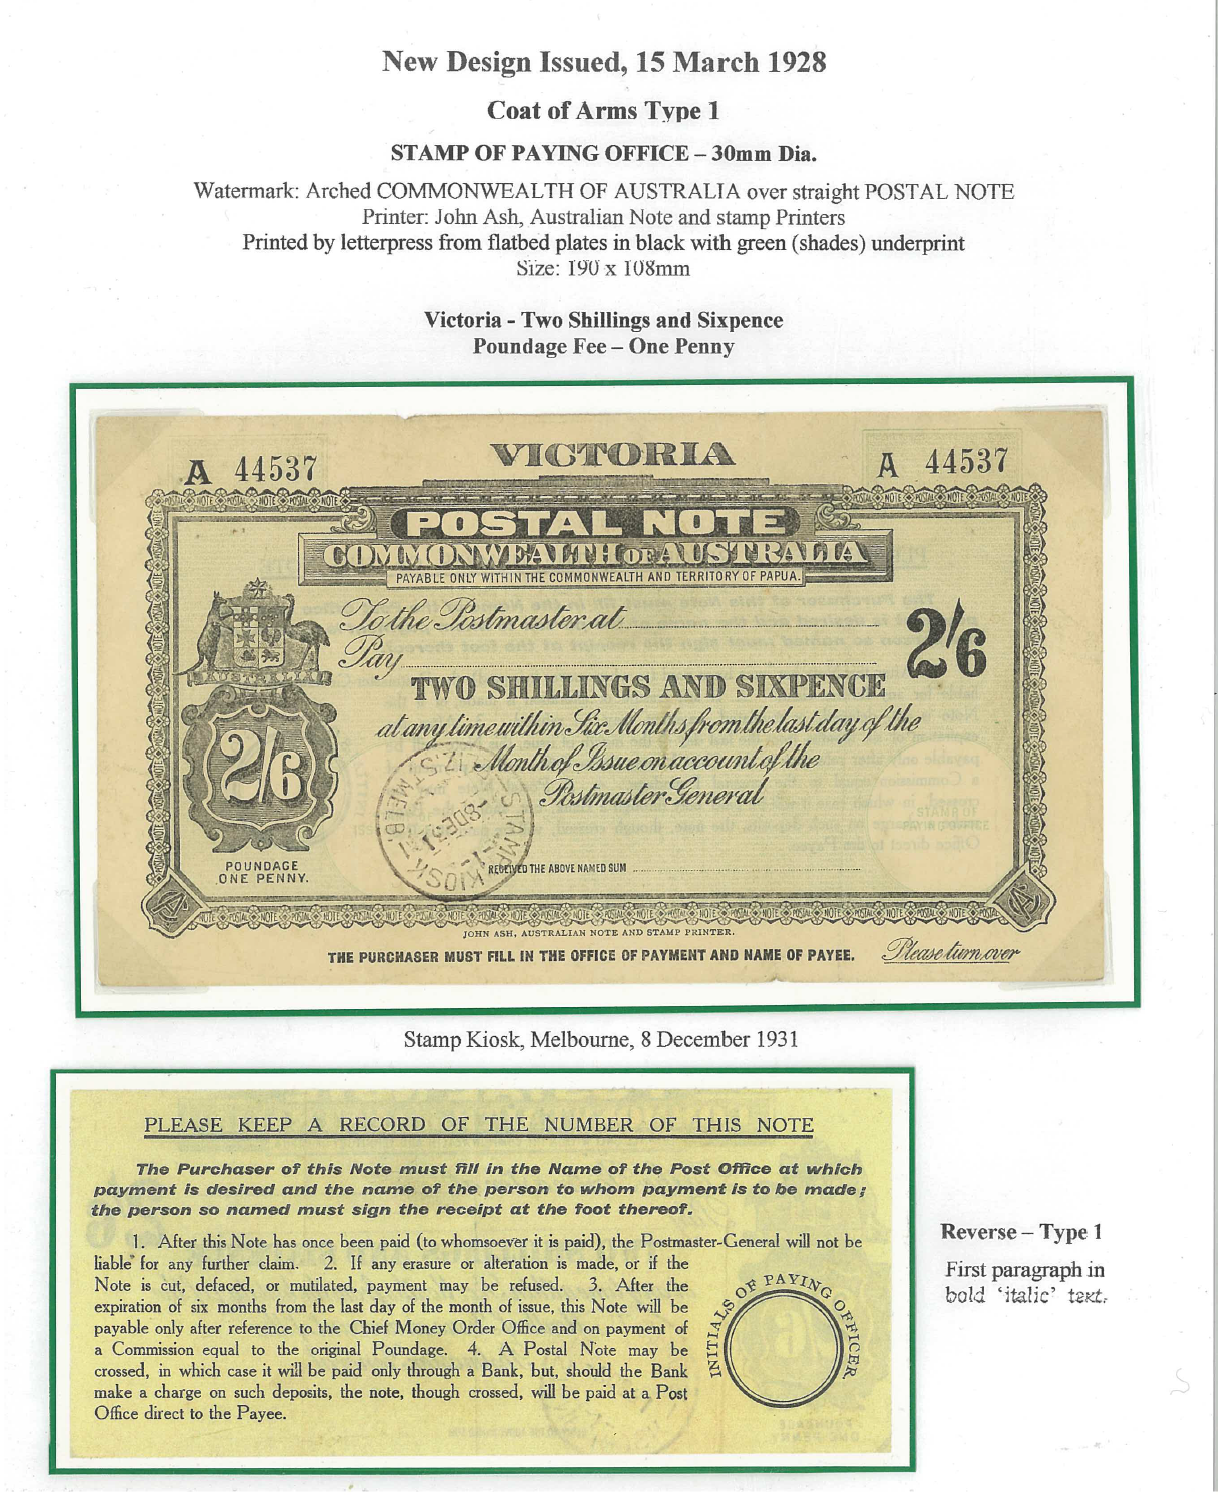 New Design Issued, 15 March 1928
Coat of Arms Type 1
STAMP OF PAYING OFFICE – 30mm Dia.
Watermark: Arched COMMONWEALTH OF AUSTRALIA over straight POSTAL NOTE
Printer: John Ash, Australian Note and stamp Printers
Printed by letterpress from flatbed plates in black with green (shades) underprint
Size: 190 x 108mm
Victoria - Two Shillings and Sixpence
Poundage Fee – One Penny
VICTORIA
A 44537
A 44537
POSTAL NOTE
COMMONWEALTH OF AUSTRALIA
PAYABLE ONLY WITHIN THE COMMONWEALTH AND TERRITORY OF PAPUA.
To the Postmaster at
2/6
Pay
AUSTRALIA
TWO SHILLINGS AND SIXPENCE
at any time within Six Months from the last day of the
2/6
Month of Issue on account of the
Postmaster General
STAMP OF
PAYING OFFICE
STAMP KIOSK
-8DE31
MELB.
POUNDAGE
ONE PENNY.
RECEIVED THE ABOVE NAMED SUM
JOHN ASH, AUSTRALIAN NOTE AND STAMP PRINTER.
THE PURCHASER MUST FILL IN THE OFFICE OF PAYMENT AND NAME OF PAYEE.
Please turn over
Stamp Kiosk, Melbourne, 8 December 1931
PLEASE KEEP A RECORD OF THE NUMBER OF THIS NOTE
The Purchaser of this Note must fill in the Name of the Post Office at which
payment is desired and the name of the person to whom payment is to be made;
the person so named must sign the receipt at the foot thereof.
1. After this Note has once been paid (to whomsoever it is paid), the Postmaster-General will not be
liable for any further claim. 2. If any erasure or alteration is made, or if the
Note is cut, defaced, or mutilated, payment may be refused. 3. After the
expiration of six months from the last day of the month of issue, this Note will be
payable only after reference to the Chief Money Order Office and on payment of
a Commission equal to the original Poundage. 4. A Postal Note may be
crossed, in which case it will be paid only through a Bank, but, should the Bank
make a charge on such deposits, the note, though crossed, will be paid at a Post
Office direct to the Payee.
INITIALS OF PAYING OFFICER
Reverse – Type 1
First paragraph in
bold ‘italic’ text.